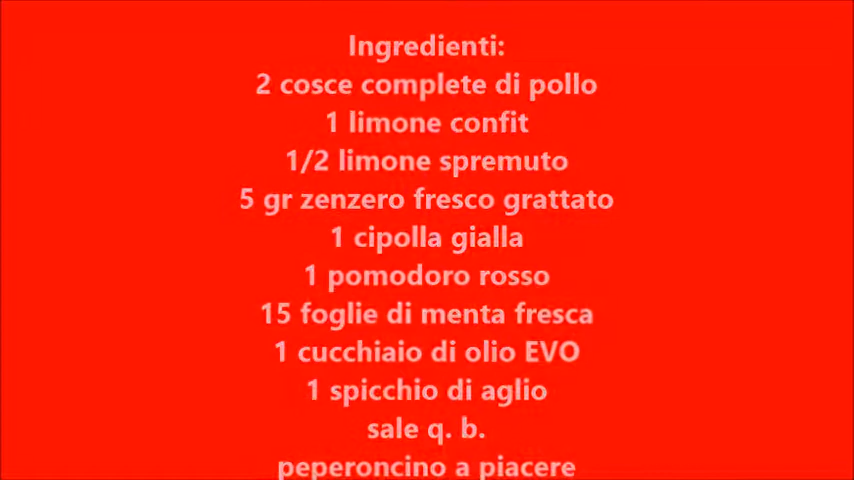 Ingredienti:
2 cosce complete di pollo
1 limone confit
1/2 limone spremuto
5 gr zenzero fresco grattato
1 cipolla gialla
1 pomodoro rosso
15 foglie di menta fresca
1 cucchiaio di olio EVO
1 spicchio di aglio
sale q. b.
peperoncino a piacere